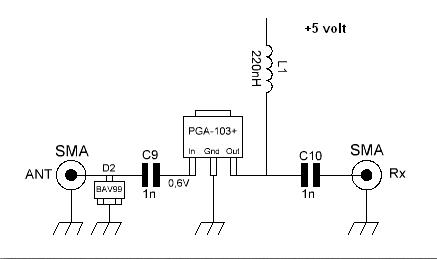 +5 volt
L1
220nH
PGA-103+
In Gnd Out
SMA
ANT
D2
BAV99
C9
1n
0,6V
C10
1n
SMA
Rx